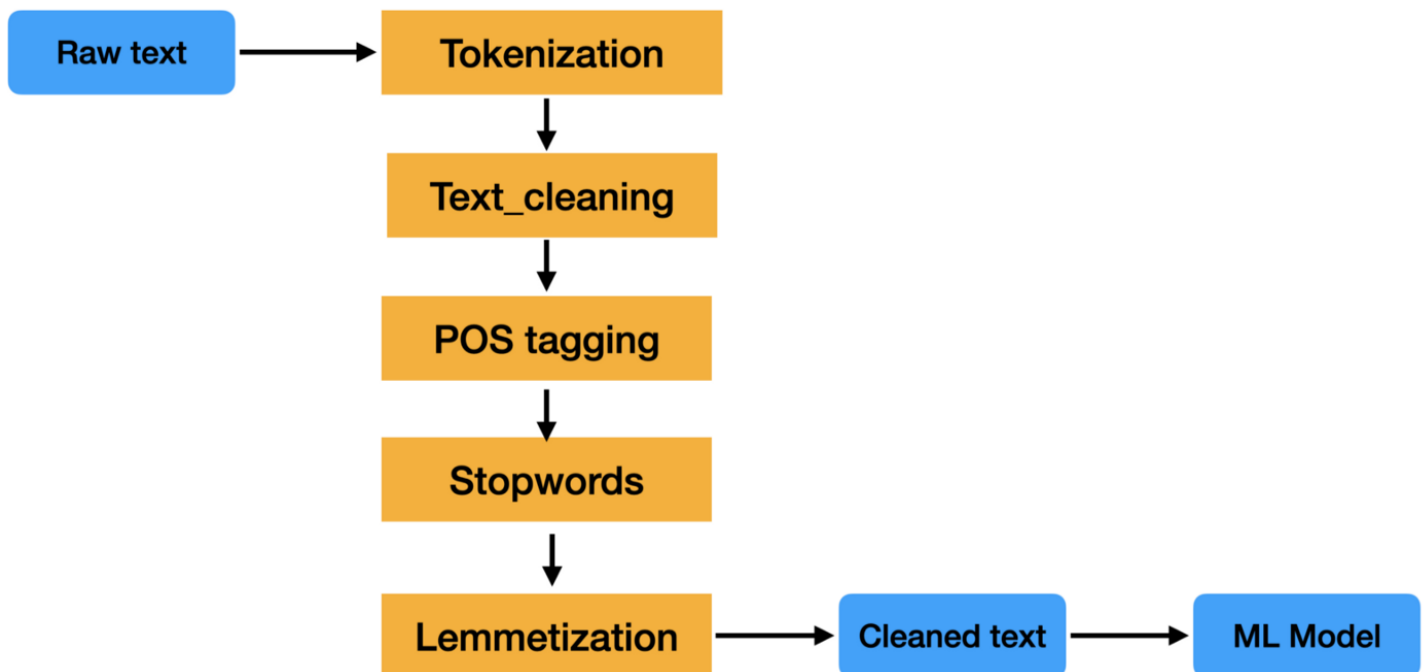 Raw text
Tokenization
Text_cleaning
POS tagging
Stopwords
Lemmetization
Cleaned text
ML Model